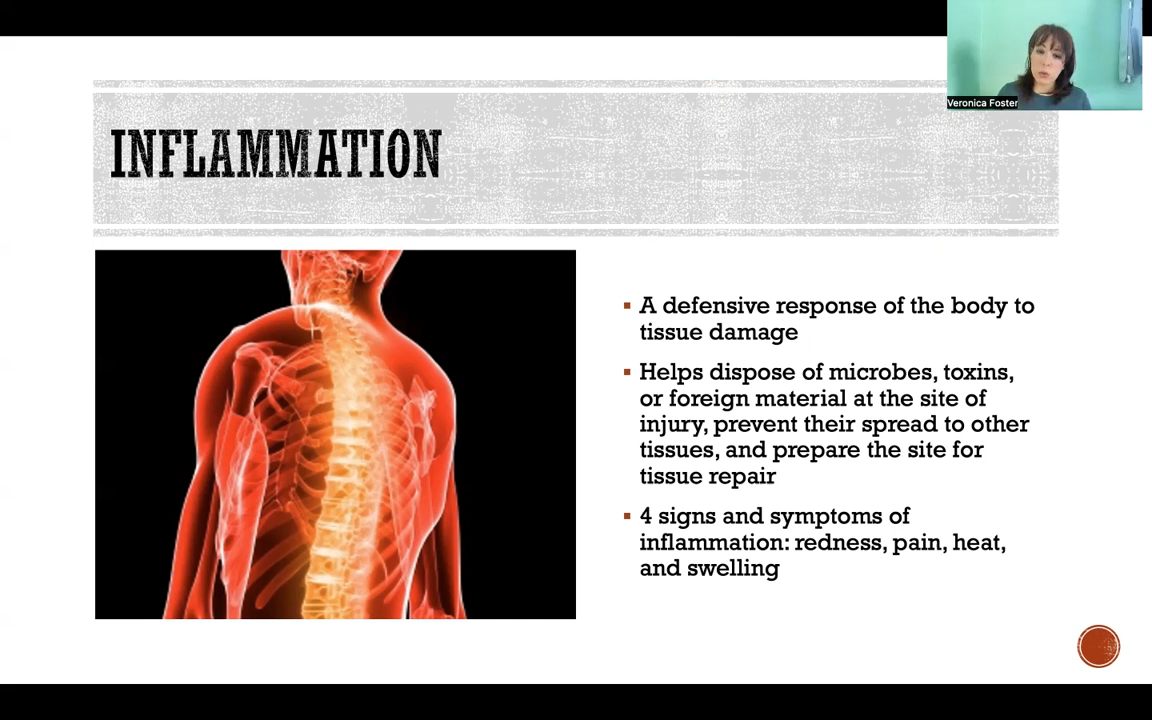 Veronica Foster
INFLAMMATION
▪ A defensive response of the body to
tissue damage
▪ Helps dispose of microbes, toxins,
or foreign material at the site of
injury, prevent their spread to other
tissues, and prepare the site for
tissue repair
▪ 4 signs and symptoms of
inflammation: redness, pain, heat,
and swelling